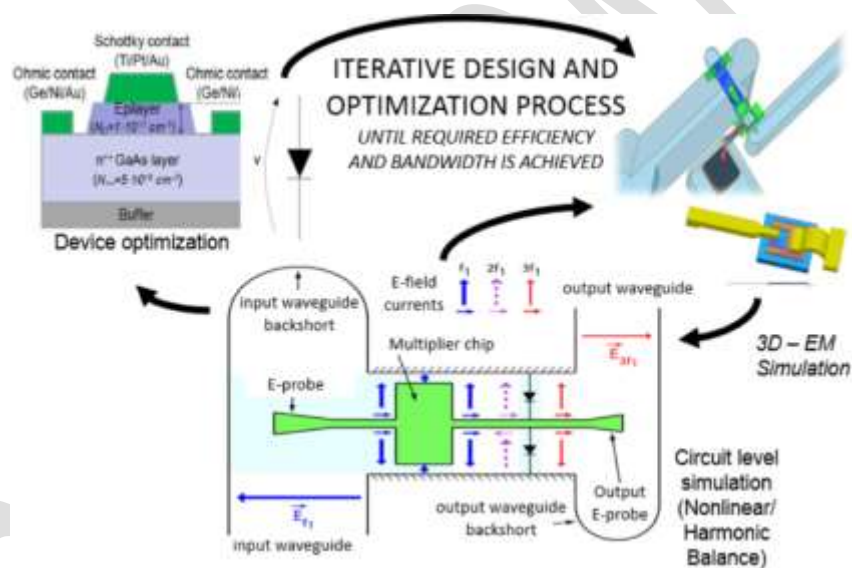 Schottky contact
(Ti/Pt/Au)
Ohmic contact
(Ge/Ni/Au)
Ohmic contact
(Ge/Ni/
Eplayer
n⁺⁺ GaAs layer
Buffer
Device optimization
V
ITERATIVE DESIGN AND
OPTIMIZATION PROCESS
UNTIL REQUIRED EFFICIENCY
AND BANDWIDTH IS ACHIEVED
3D – EM
Simulation
input waveguide
backshort
E-field
currents
f₁ 2f₁ 3f₁
output waveguide
Multiplier chip
E-probe
E3f₁
Ef₁
input waveguide
output waveguide
backshort
Output
E-probe
Circuit level
simulation
(Nonlinear/
Harmonic
Balance)